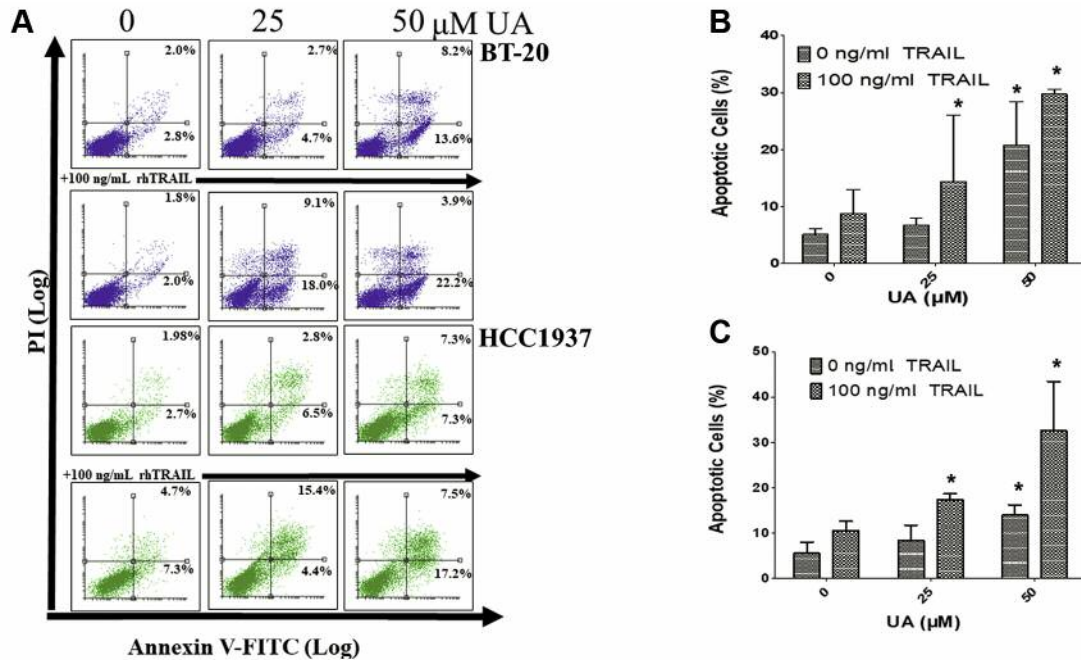 A
0 25 50 μM UA
2.0% 2.7% 8.2% BT-20
2.8% 4.7% 13.6%
+100 ng/mL rhTRAIL
1.8% 9.1% 3.9%
2.0% 18.0% 22.2%
1.98% 2.8% 7.3% HCC1937
2.7% 6.5% 7.3%
+100 ng/mL rhTRAIL
4.7% 15.4% 7.5%
7.3% 4.4% 17.2%
PI (Log)
Annexin V-FITC (Log)
B
Apoptotic Cells (%)
40
30
20
10
0
0 ng/ml TRAIL
100 ng/ml TRAIL
* * *
0 25 50
UA (μM)
C
Apoptotic Cells (%)
50
40
30
20
10
0
0 ng/ml TRAIL
100 ng/ml TRAIL
* * *
0 25 50
UA (μM)